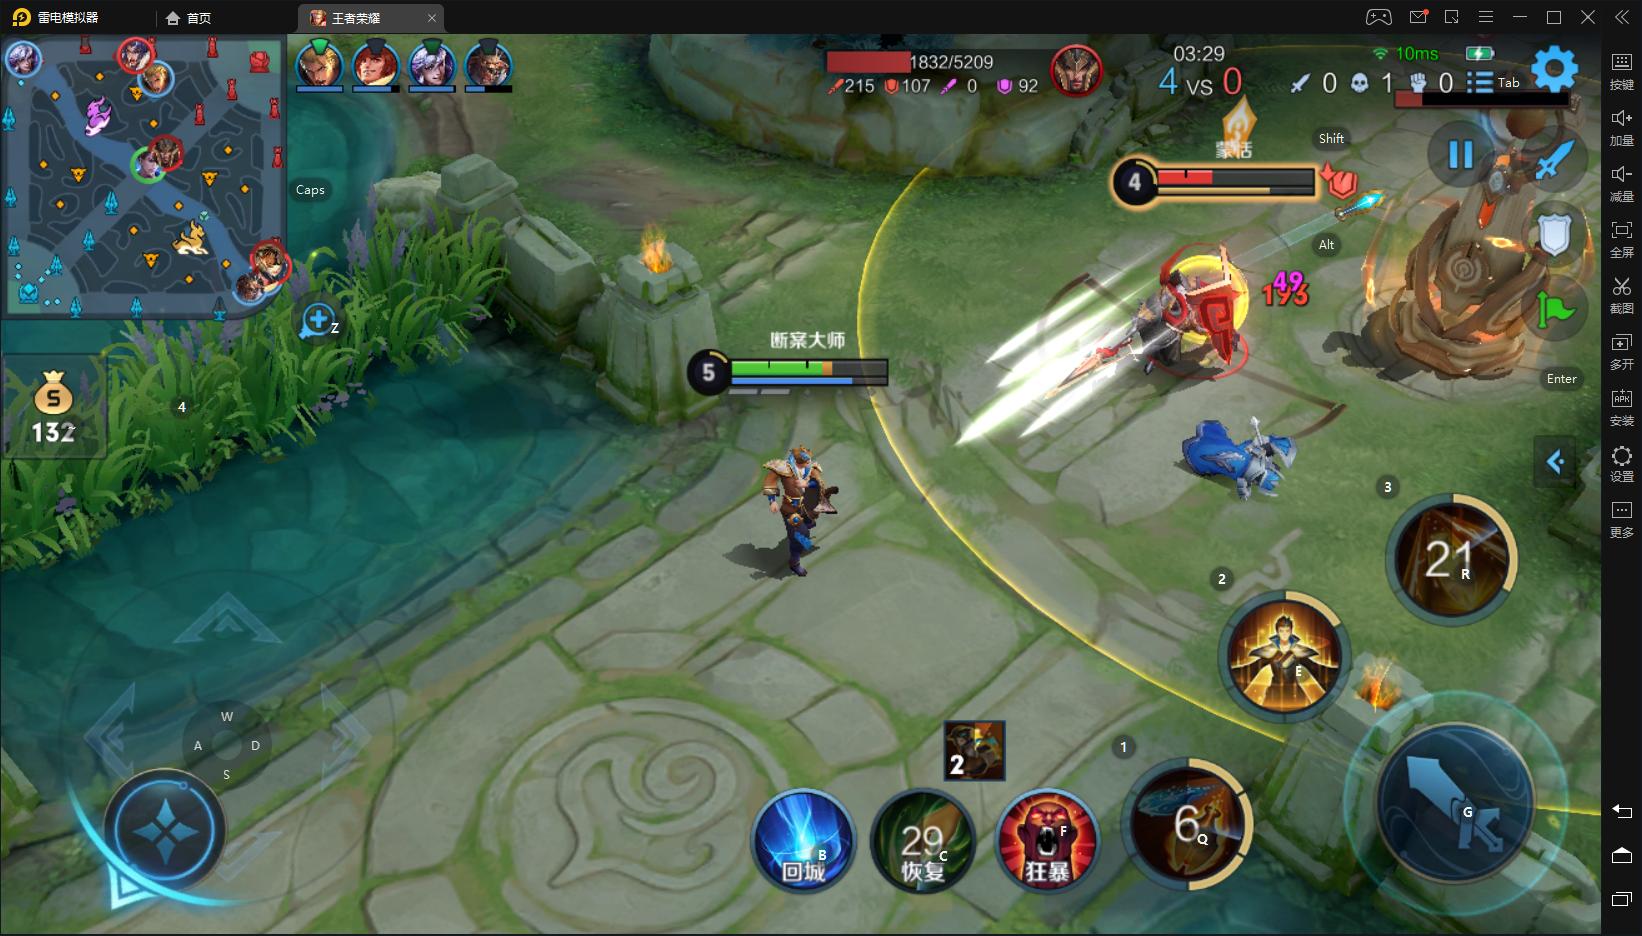 雷电模拟器
首页
王者荣耀
1832/5209
215 107 0 92
03:29
4 VS 0
10ms
0 1 0
Tab
Shift
Caps
蒙恬
4
Alt
49
193
Z
断案大师
5
132
4
Enter
3
21
R
2
E
W
A D
S
2
1
B
回城
29
C
恢复
F
狂暴
6
Q
G
按键
加量
减量
全屏
截图
多开
APK
安装
设置
更多